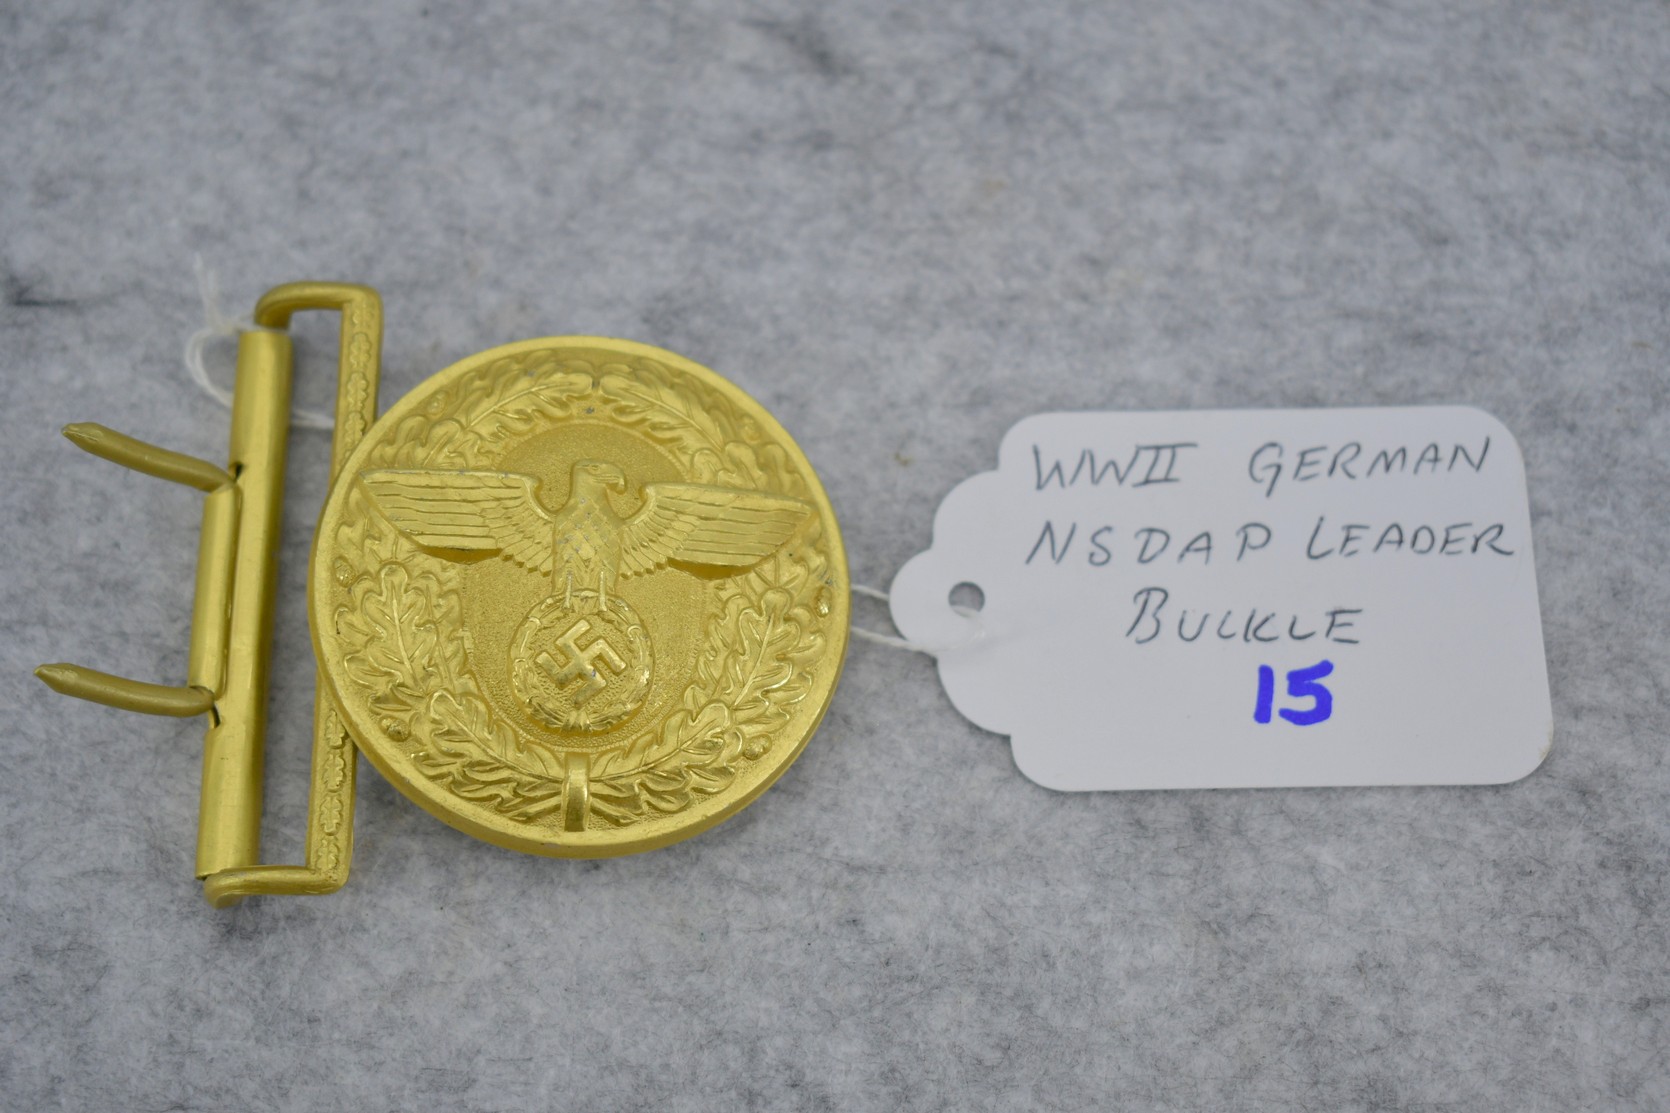 WWII GERMAN
NSDAP LEADER
BUCKLE
15